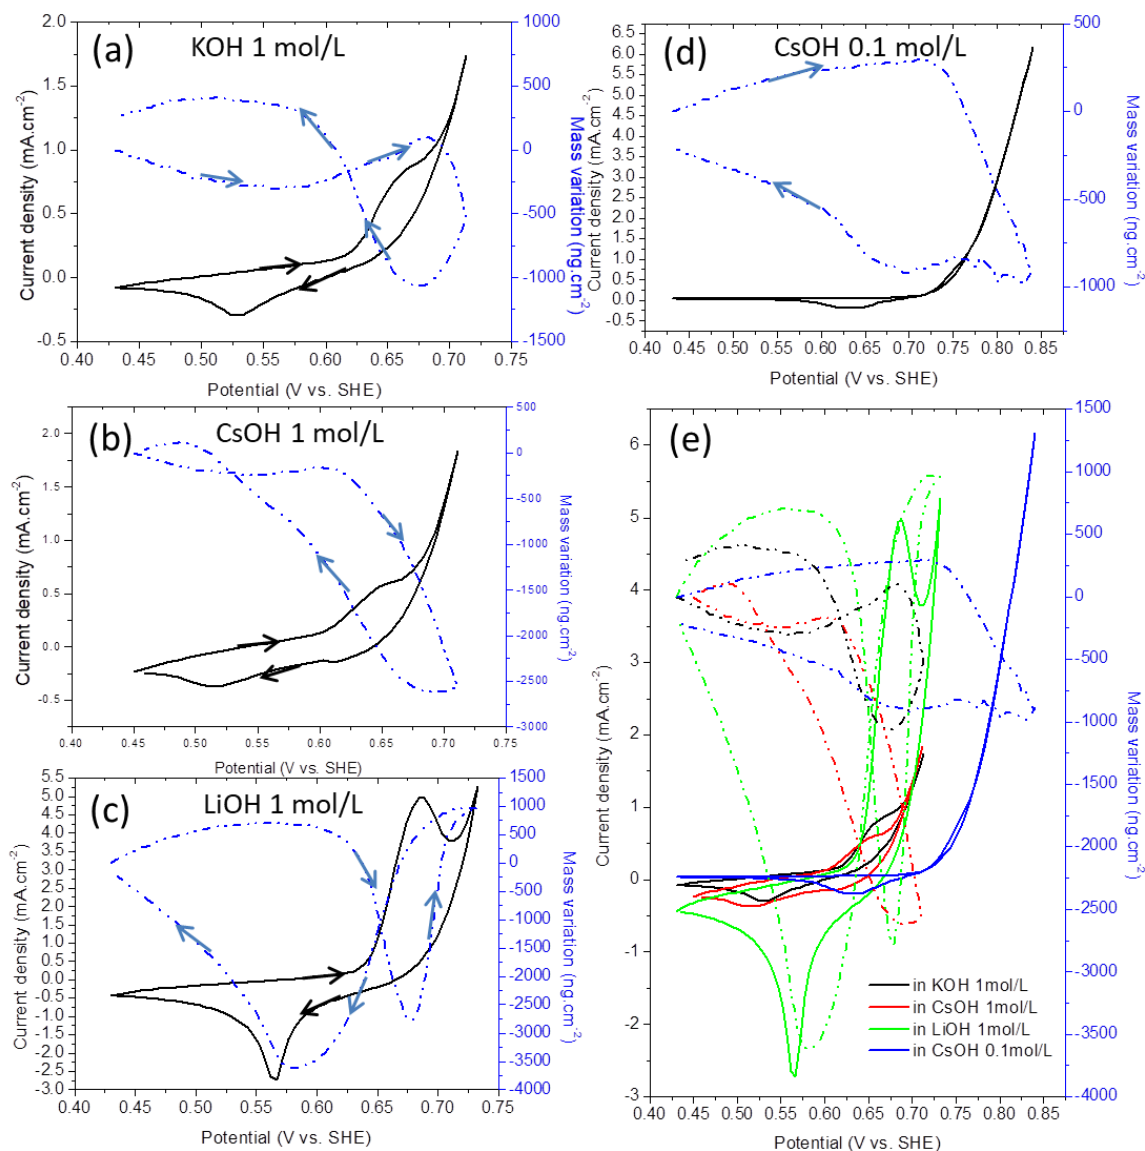 (a)
KOH 1 mol/L
2.0
1.5
1.0
0.5
0.0
-0.5
1000
500
0
-500
-1000
-1500
0.40 0.45 0.50 0.55 0.60 0.65 0.70 0.75
Current density (mA.cm⁻²)
Mass variation (ng.cm⁻²)
Potential (V vs. SHE)
(d)
CsOH 0.1 mol/L
6.5
6.0
5.5
5.0
4.5
4.0
3.5
3.0
2.5
2.0
1.5
1.0
0.5
0.0
-0.5
500
0
-500
-1000
0.40 0.45 0.50 0.55 0.60 0.65 0.70 0.75 0.80 0.85
Current density (mA.cm⁻²)
Mass variation (ng.cm⁻²)
Potential (V vs. SHE)
(b)
CsOH 1 mol/L
2.0
1.5
1.0
0.5
0.0
-0.5
500
0
-500
-1000
-1500
-2000
-2500
-3000
0.40 0.45 0.50 0.55 0.60 0.65 0.70 0.75
Current density (mA.cm⁻²)
Mass variation (ng.cm⁻²)
Potential (V vs. SHE)
(c)
LiOH 1 mol/L
5.5
5.0
4.5
4.0
3.5
3.0
2.5
2.0
1.5
1.0
0.5
0.0
-0.5
-1.0
-1.5
-2.0
-2.5
-3.0
1500
1000
500
0
-500
-1000
-1500
-2000
-2500
-3000
-3500
-4000
0.40 0.45 0.50 0.55 0.60 0.65 0.70 0.75
Current density (mA.cm⁻²)
Mass variation (ng.cm⁻²)
Potential (V vs. SHE)
(e)
6
5
4
3
2
1
0
-1
-2
-3
1500
1000
500
0
-500
-1000
-1500
-2000
-2500
-3000
-3500
-4000
in KOH 1mol/L
in CsOH 1mol/L
in LiOH 1mol/L
in CsOH 0.1mol/L
0.40 0.45 0.50 0.55 0.60 0.65 0.70 0.75 0.80 0.85
Current density (mA.cm⁻²)
Mass variation (ng.cm⁻²)
Potential (V vs. SHE)